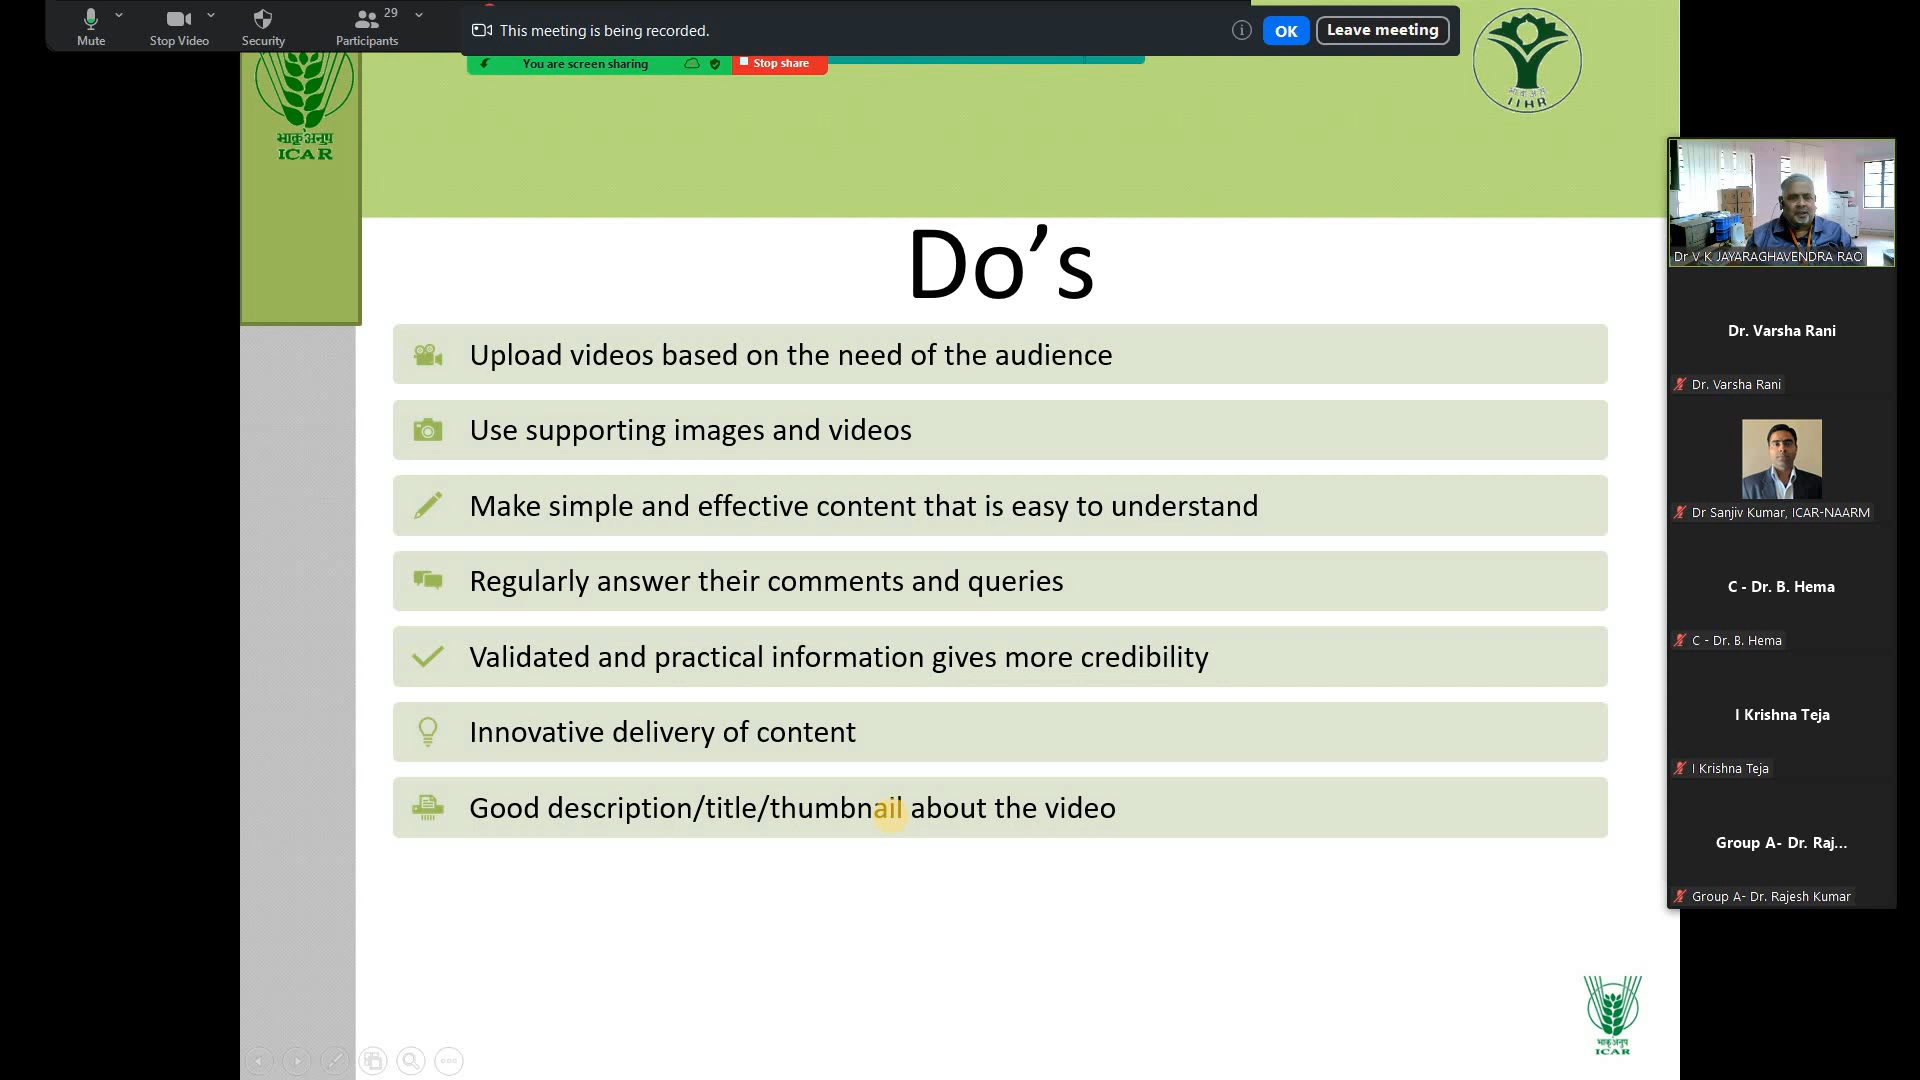 Mute
Stop Video
Security
Participants
29
This meeting is being recorded.
OK
Leave meeting
You are screen sharing
Stop share
भाकृअनुप
ICAR
IIHR
Do’s
Upload videos based on the need of the audience
Use supporting images and videos
Make simple and effective content that is easy to understand
Regularly answer their comments and queries
Validated and practical information gives more credibility
Innovative delivery of content
Good description/title/thumbnail about the video
Dr V K JAYARAGHAVENDRA RAO
Dr. Varsha Rani
Dr. Varsha Rani
Dr Sanjiv Kumar, ICAR-NAARM
C - Dr. B. Hema
C - Dr. B. Hema
I Krishna Teja
I Krishna Teja
Group A- Dr. Raj...
Group A- Dr. Rajesh Kumar
भाकृअनुप
ICAR